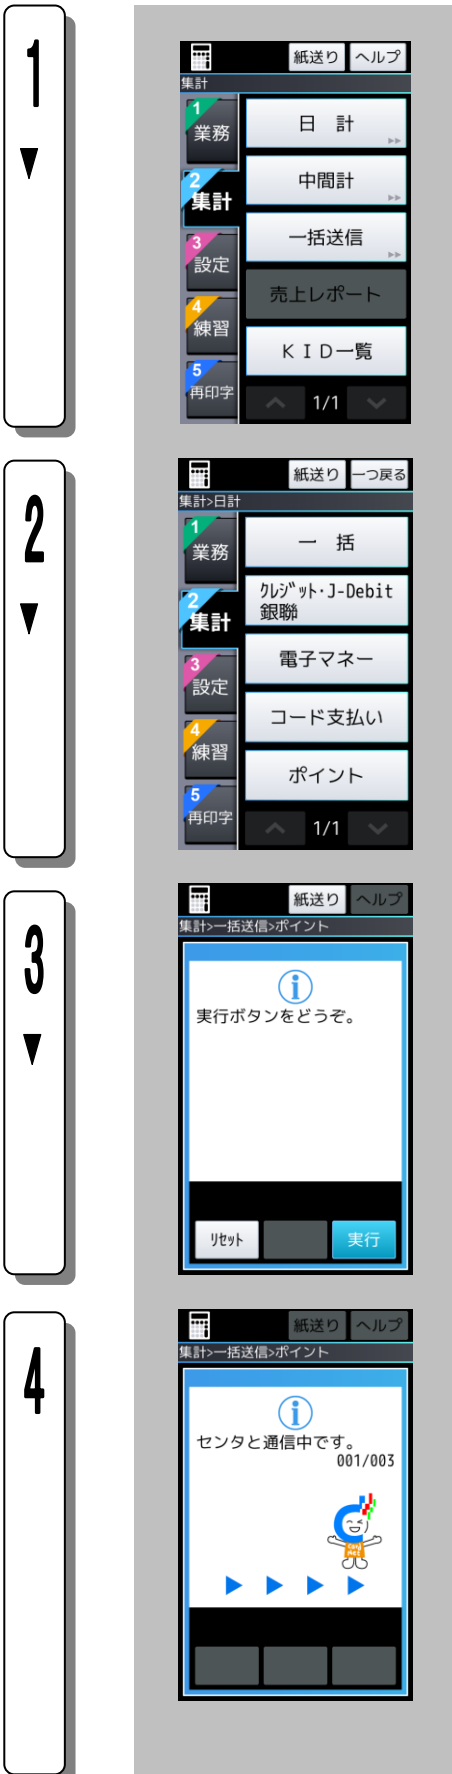 1
▼
紙送り ヘルプ
集計
1 業務
日 計
2 集計
中間計
一括送信
3 設定
売上レポート
4 練習
KID一覧
5 再印字
1/1
2
▼
紙送り 一つ戻る
集計>日計
1 業務
一 括
2 集計
クレジット・J-Debit
銀聯
3 設定
電子マネー
コード支払い
4 練習
ポイント
5 再印字
1/1
3
▼
紙送り ヘルプ
集計>一括送信>ポイント
実行ボタンをどうぞ。
リセット 実行
4
紙送り ヘルプ
集計>一括送信>ポイント
センタと通信中です。
001/003
Card
Net